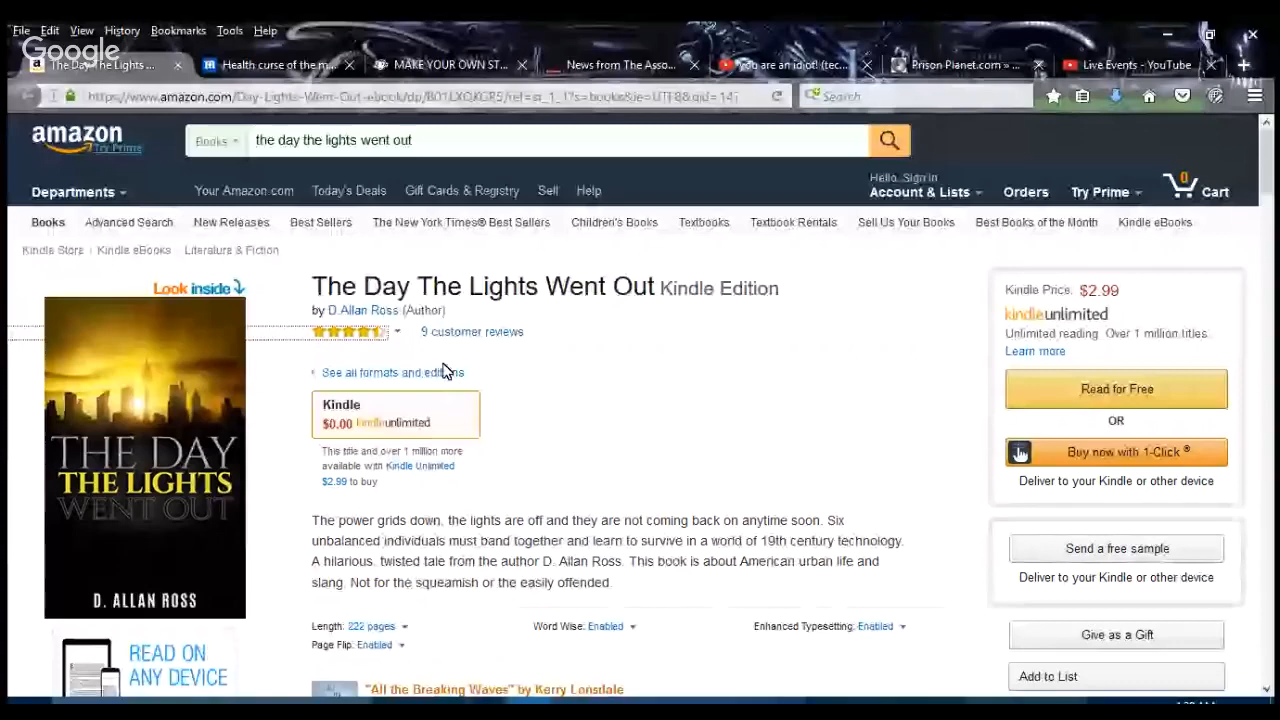 File Edit View History Bookmarks Tools Help
Google
The Day The Lights ...
Health curse of the m...
MAKE YOUR OWN ST...
News from The Asso...
You are an idiot! (tec...
Prison Planet.com » ...
Live Events - YouTube
Search
amazon
Try Prime
Books
the day the lights went out
Departments
Your Amazon.com Today's Deals Gift Cards & Registry Sell Help
Hello. Sign in
Account & Lists
Orders
Try Prime
0
Cart
Books Advanced Search New Releases Best Sellers The New York Times® Best Sellers Children's Books Textbooks Textbook Rentals Sell Us Your Books Best Books of the Month Kindle eBooks
Kindle Store › Kindle eBooks › Literature & Fiction
Look inside
THE DAY
THE LIGHTS
WENT OUT
D. ALLAN ROSS
READ ON
ANY DEVICE
The Day The Lights Went Out Kindle Edition
by D.Allan Ross (Author)
9 customer reviews
Kindle
$0.00 kindleunlimited
This title and over 1 million more
available with Kindle Unlimited
$2.99 to buy
The power grids down, the lights are off and they are not coming back on anytime soon. Six
unbalanced individuals must band together and learn to survive in a world of 19th century technology.
A hilarious, twisted tale from the author D. Allan Ross. This book is about American urban life and
slang. Not for the squeamish or the easily offended.
Length: 222 pages
Word Wise: Enabled
Enhanced Typesetting: Enabled
Page Flip: Enabled
"All the Breaking Waves" by Kerry Lonsdale
Kindle Price: $2.99
kindleunlimited
Unlimited reading. Over 1 million titles.
Learn more
Read for Free
OR
Buy now with 1-Click ®
Deliver to your Kindle or other device
Send a free sample
Deliver to your Kindle or other device
Give as a Gift
Add to List